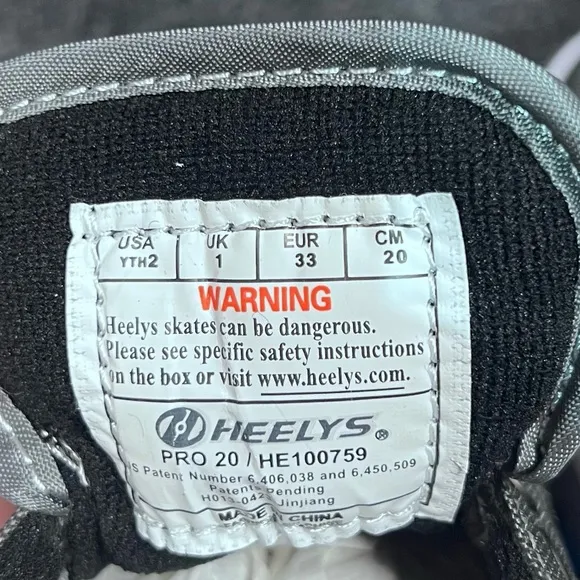 USA UK EUR CM
YTH2 1 33 20
WARNING
Heelys skates can be dangerous.
Please see specific safety instructions
on the box or visit www.heelys.com.
HEELYS®
PRO 20 / HE100759
US Patent Number 6,406,038 and 6,450,509
Patents Pending
Jinjiang
MADE IN CHINA